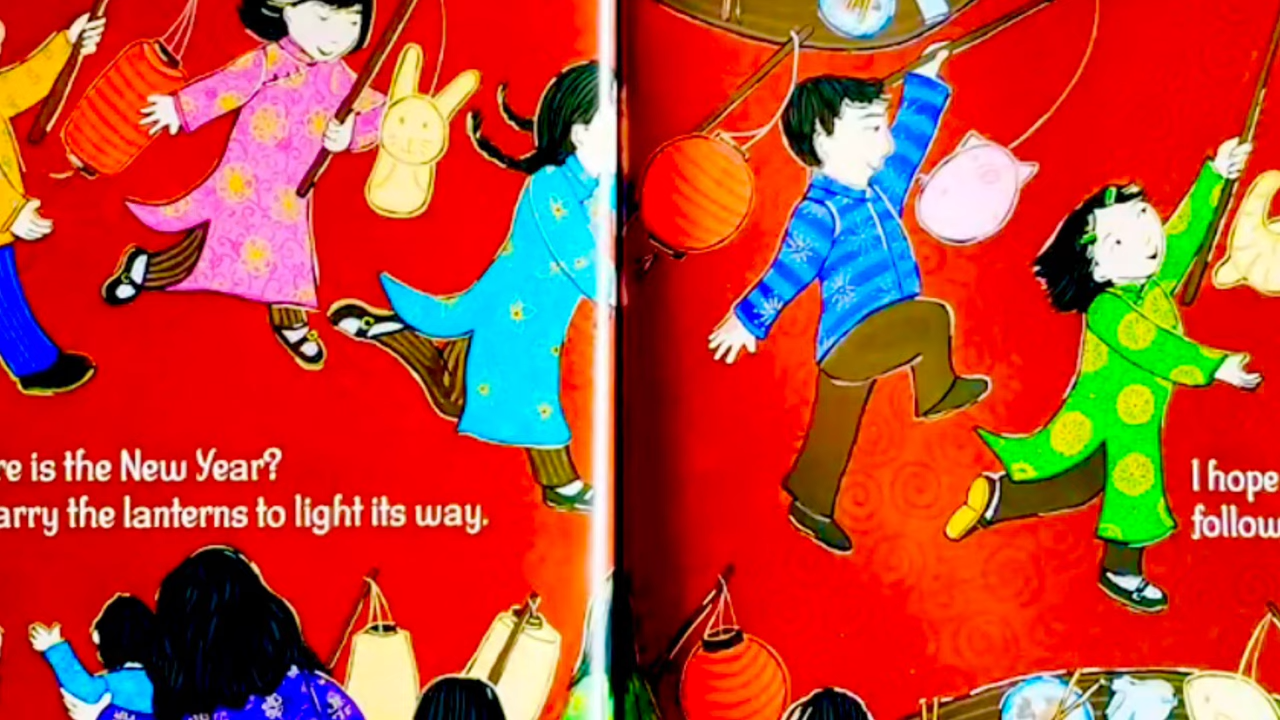 re is the New Year?
arry the lanterns to light its way.
I hope
follow